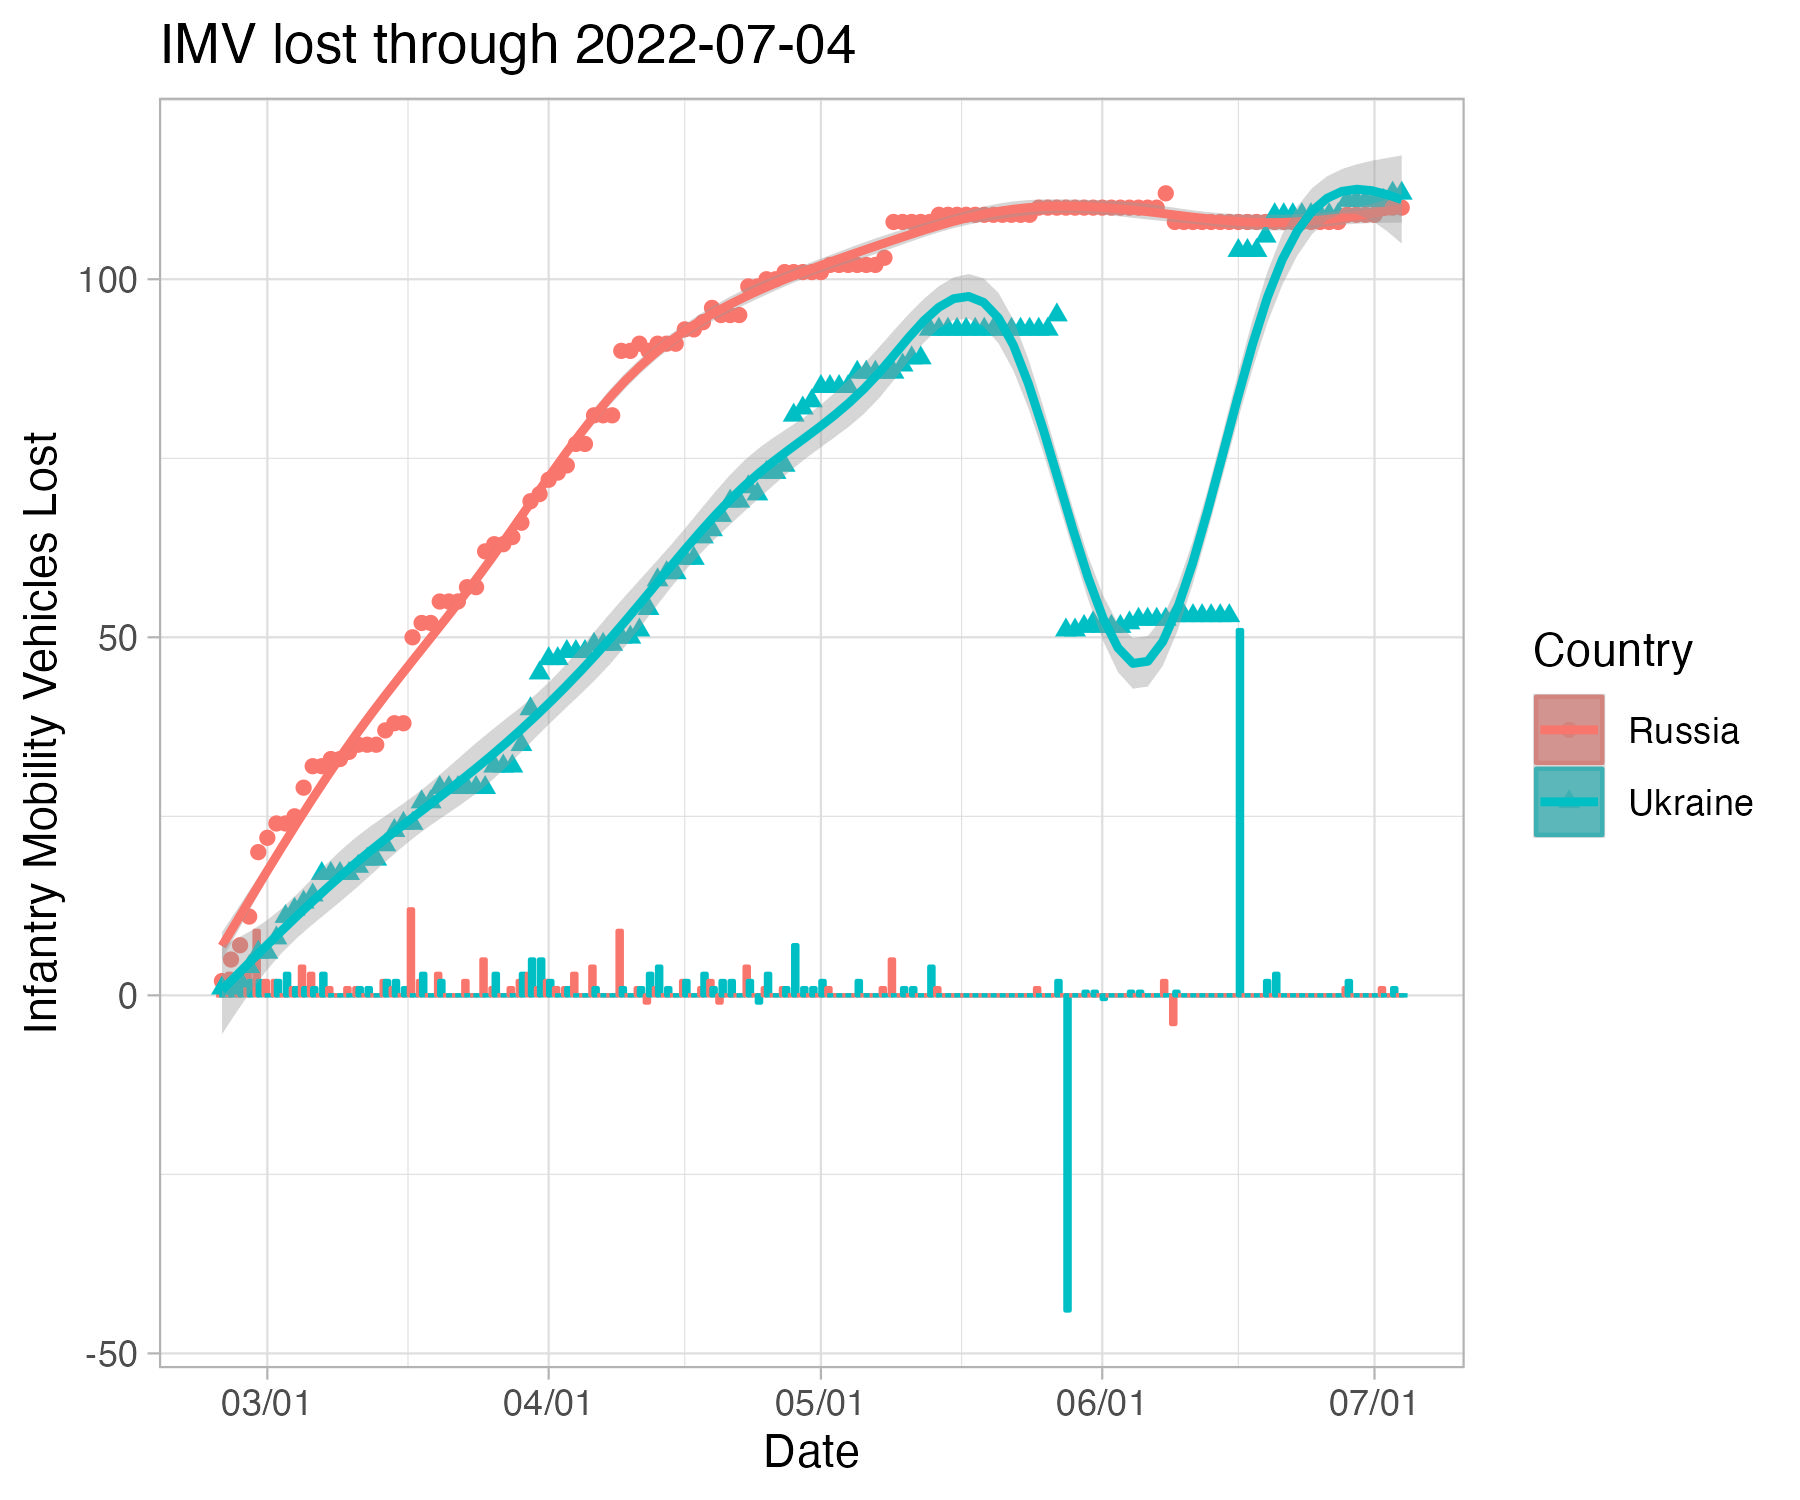 IMV lost through 2022-07-04
Infantry Mobility Vehicles Lost
100
50
0
-50
03/01
04/01
05/01
06/01
07/01
Date
Country
Russia
Ukraine